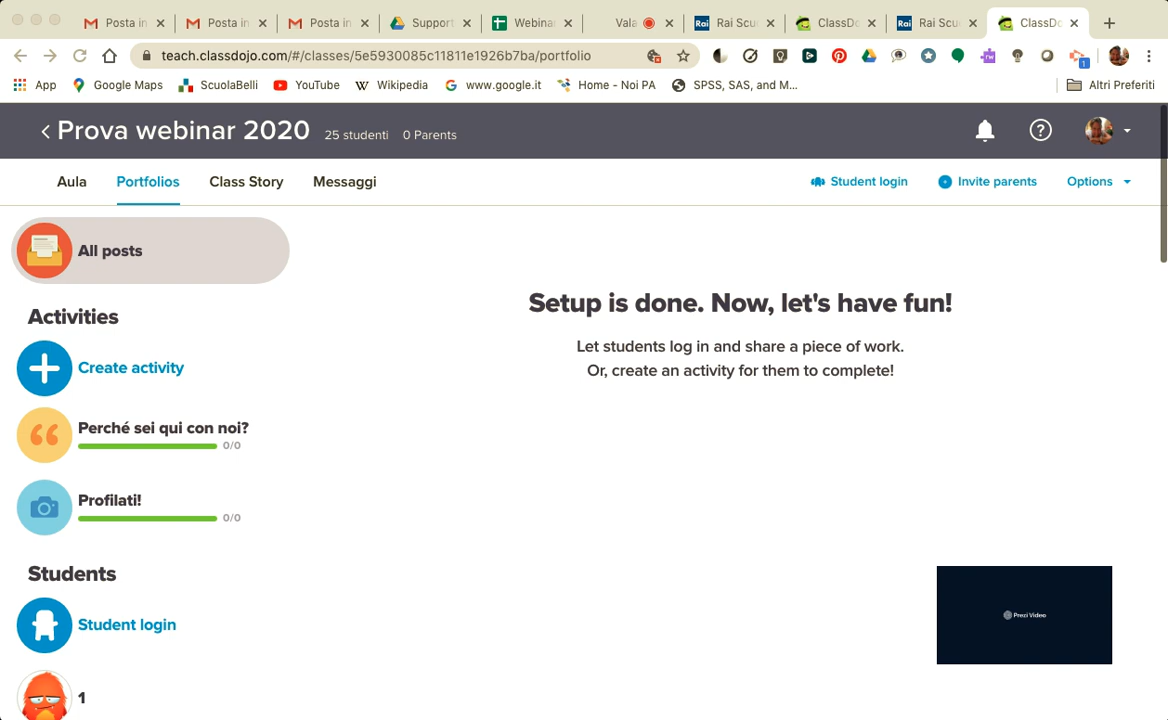 Posta in
Posta in
Posta in
Support
Webinar
Vala
Rai Scu
ClassDo
Rai Scu
ClassDo
teach.classdojo.com/#/classes/5e5930085c11811e1926b7ba/portfolio
App
Google Maps
ScuolaBelli
YouTube
Wikipedia
www.google.it
Home - Noi PA
SPSS, SAS, and M...
Altri Preferiti
Prova webinar 2020
25 studenti
0 Parents
Aula
Portfolios
Class Story
Messaggi
Student login
Invite parents
Options
All posts
Activities
Create activity
Perché sei qui con noi?
0/0
Profilati!
0/0
Students
Student login
1
Setup is done. Now, let's have fun!
Let students log in and share a piece of work.
Or, create an activity for them to complete!
Prezi Video